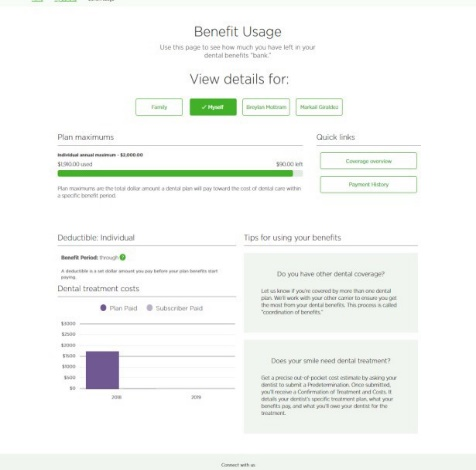 Benefit Usage
Use this page to see how much you have left in your
dental benefits "bank."
View details for:
Family
✓ Myself
Marisal
Plan maximums
Quick links
Individual annual maximum - $2,000.00
$1,910.00 used
$90.00 left
Coverage overview
Payment History
Plan maximums are the total dollar amount a dental plan will pay toward the cost of dental care within
a specific benefit period.
Deductible: Individual
Tips for using your benefits
Benefit Period: through ?
A deductible is a set dollar amount you pay before your plan benefits start
paying.
Dental treatment costs
Plan Paid
Subscriber Paid
$3000
$2500
$2000
$1500
$1000
$500
$0
2018
2019
Do you have other dental coverage?
Let us know if you're covered by more than one dental
plan. We'll work with your other carrier to ensure you get
the most from your dental benefits. This process is called
"coordination of benefits."
Does your smile need dental treatment?
Get a precise out-of-pocket cost estimate by asking your
dentist to submit a Predetermination. Once submitted,
you'll receive a Confirmation of Treatment and Costs. It
details your dentist's specific treatment plan, what your
benefits pay, and what you'll owe your dentist for the
treatment.
Connect with us